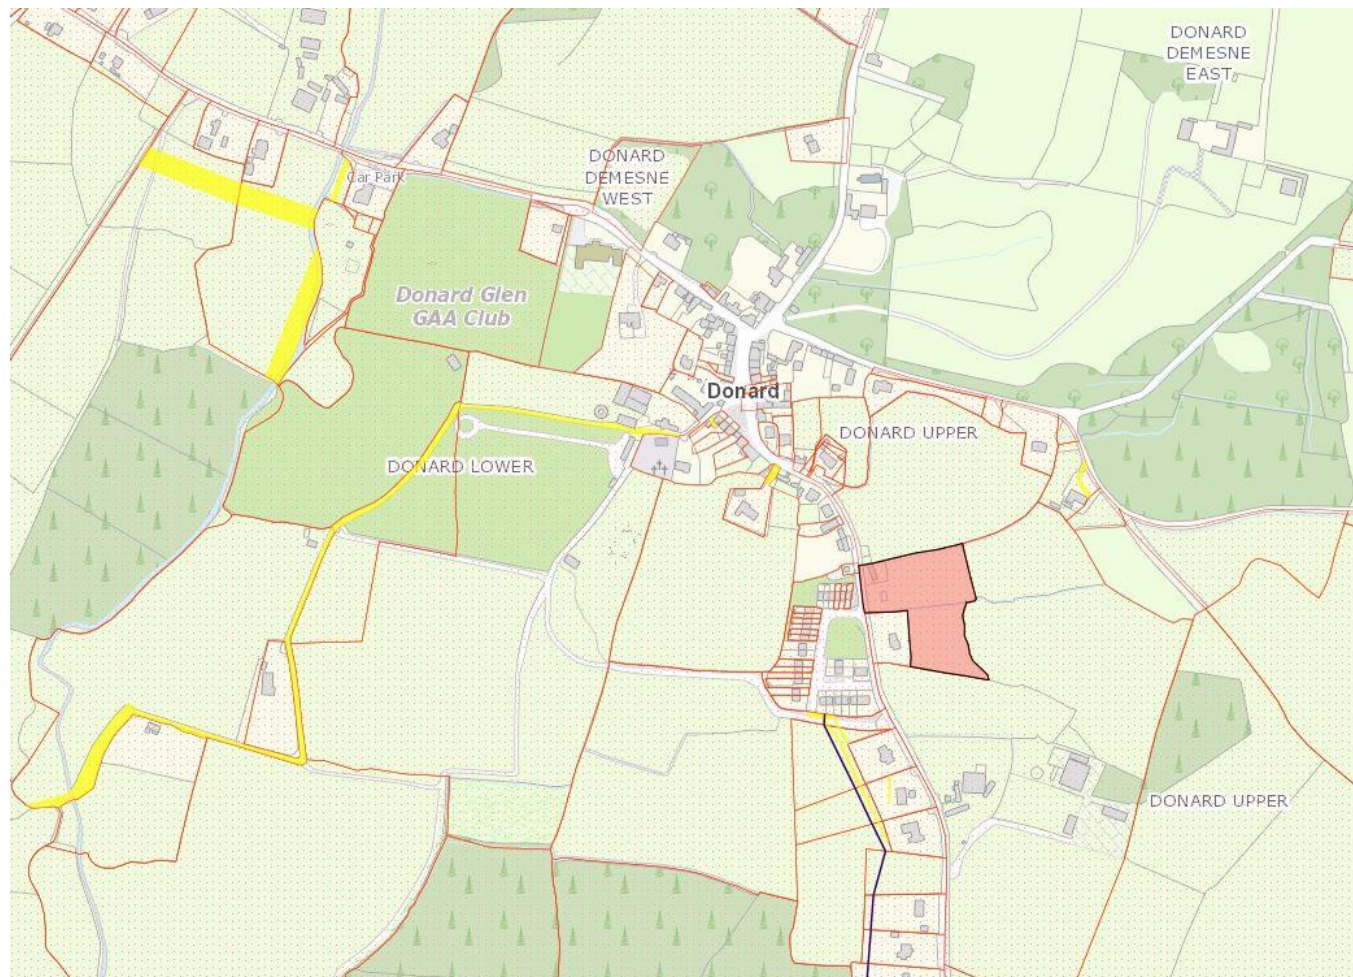 DONARD
DEMESNE
EAST
DONARD
DEMESNE
WEST
Car Park
Donard Glen
GAA Club
Donard
DONARD UPPER
DONARD LOWER
DONARD UPPER